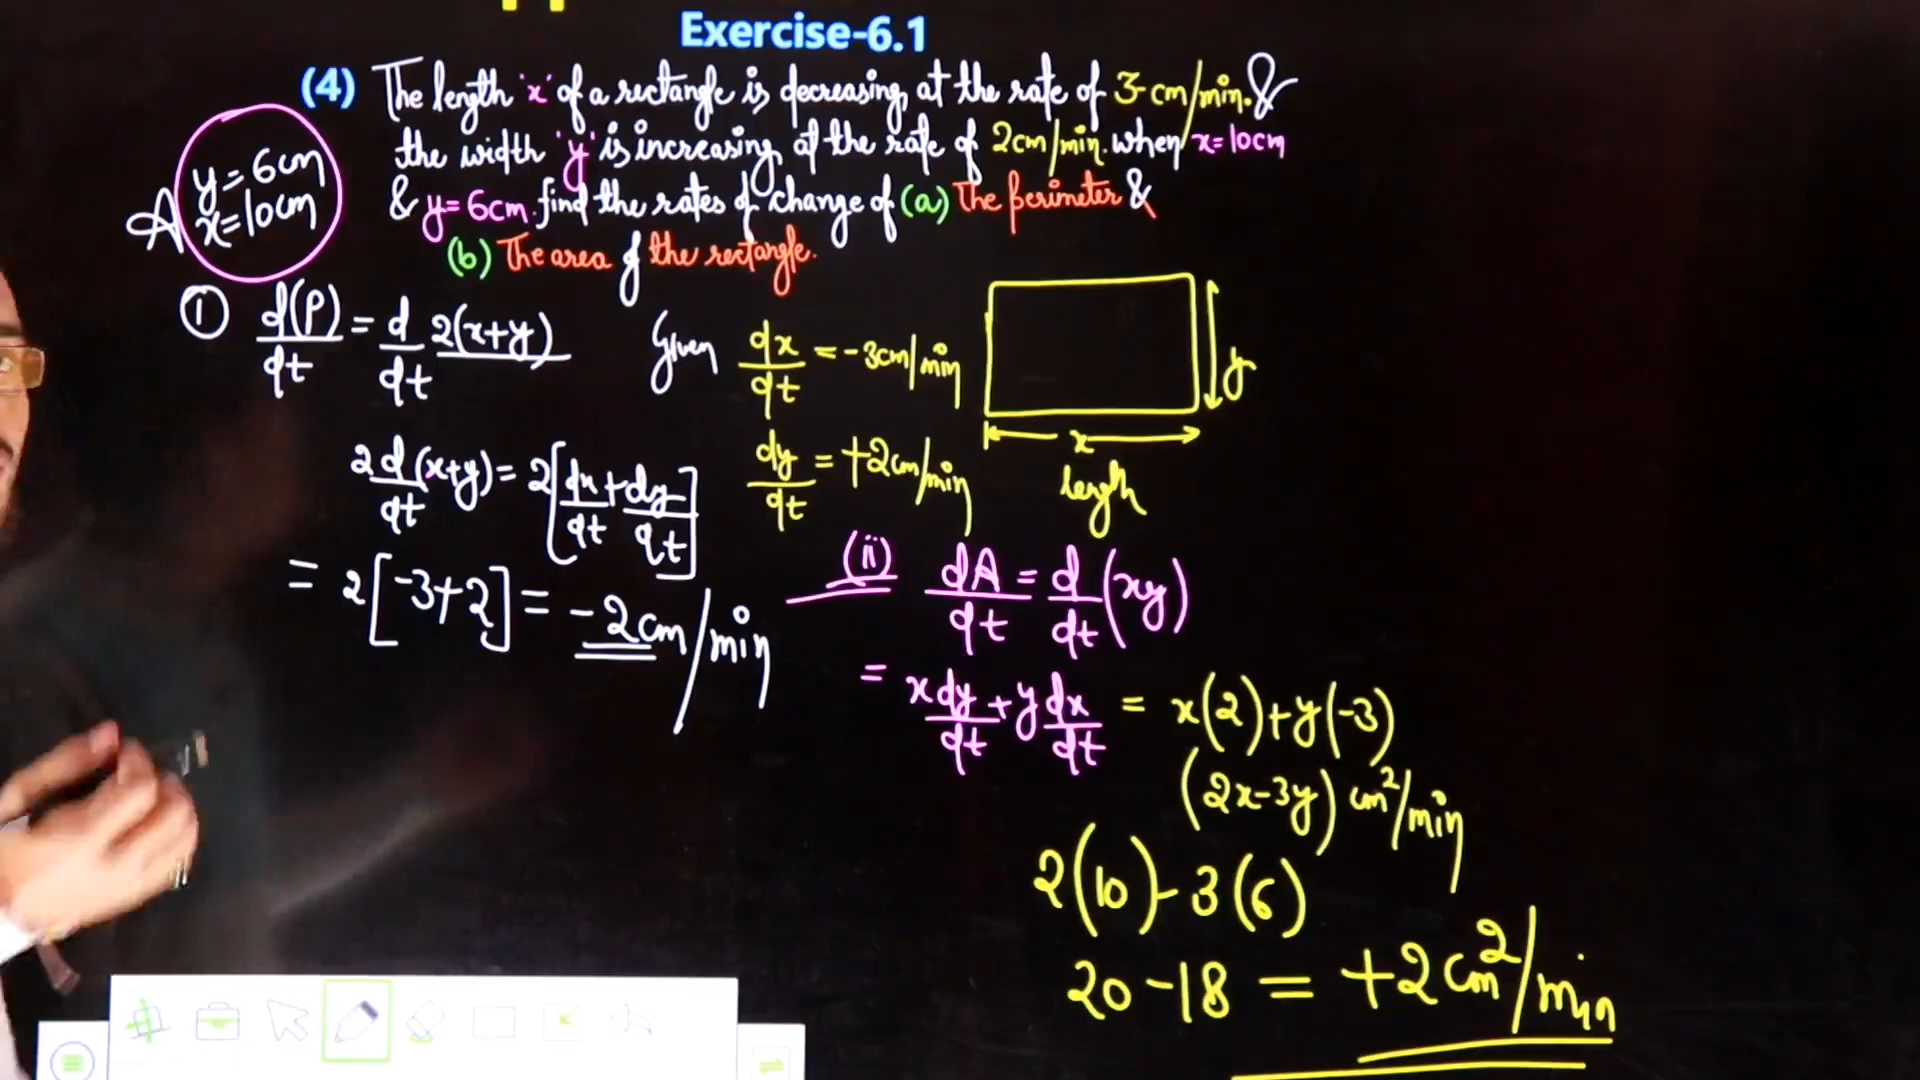 Exercise-6.1
(4) The length 'x' of a rectangle is decreasing at the rate of 3cm/min. &
the width 'y' is increasing at the rate of 2cm/min. when x=10cm
& y=6cm. find the rates of change of (a) The perimeter &
(b) The area of the rectangle.
y=6cm
A x=10cm
① d(P)/dt = d/dt 2(x+y)
2 d/dt (x+y) = 2[dx/dt + dy/dt]
= 2[-3+2] = -2cm/min
Given dx/dt = -3cm/min
dy/dt = +2cm/min
y
x
length
(ii) dA/dt = d/dt (xy)
= x dy/dt + y dx/dt = x(2)+y(-3)
(2x-3y) cm²/min
2(10)-3(6)
20-18 = +2cm²/min